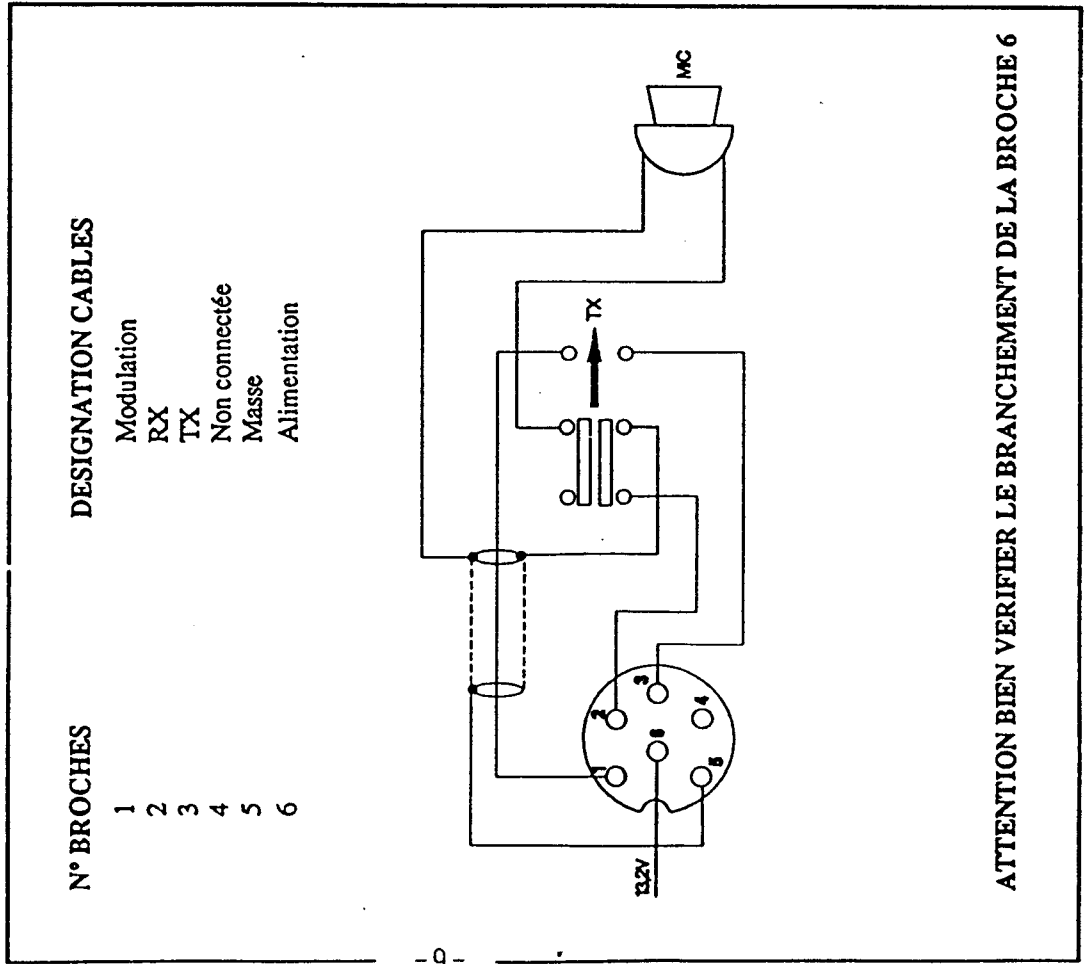 N° BROCHES DESIGNATION CABLES
1 Modulation
2 RX
3 TX
4 Non connectée
5 Masse
6 Alimentation
MIC
TX
1
2
3
4
5
6
13,2V
ATTENTION BIEN VERIFIER LE BRANCHEMENT DE LA BROCHE 6
- 9 -